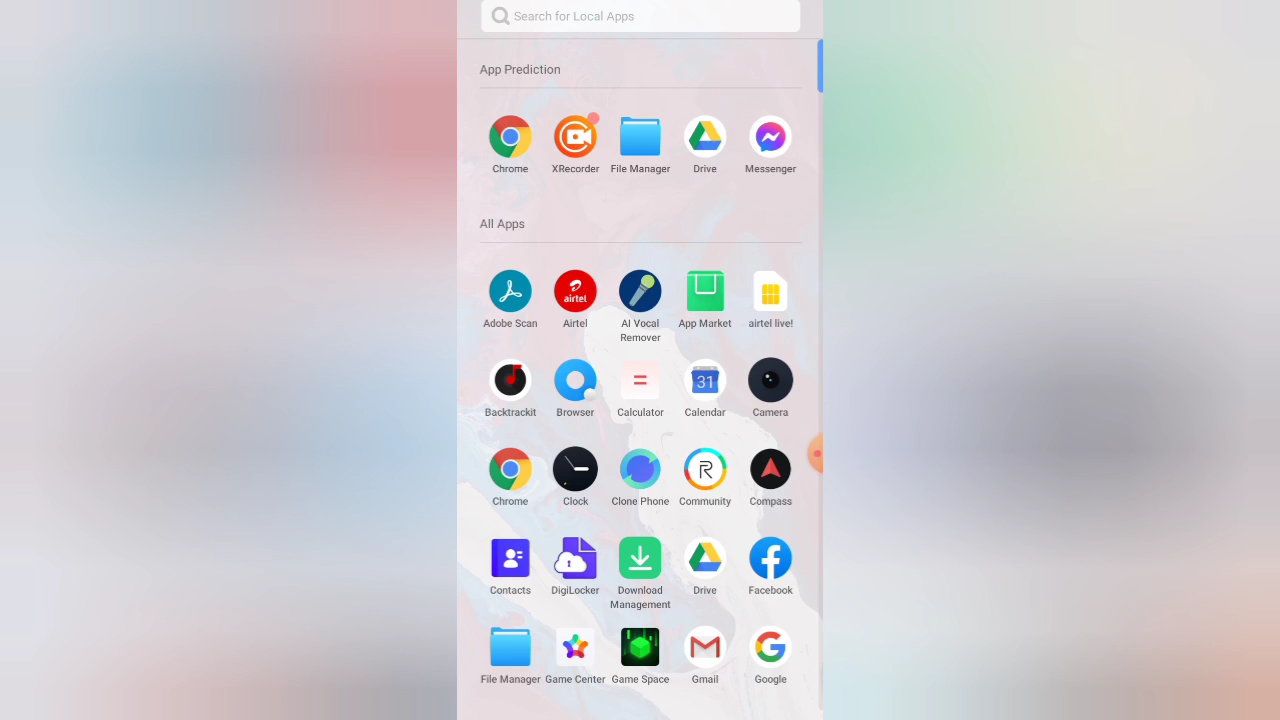 Search for Local Apps
App Prediction
Chrome XRecorder File Manager Drive Messenger
All Apps
airtel
Adobe Scan Airtel AI Vocal Remover App Market airtel live!
31
Backtrackit Browser Calculator Calendar Camera
R
Chrome Clock Clone Phone Community Compass
Contacts DigiLocker Download Management Drive Facebook
File Manager Game Center Game Space Gmail Google